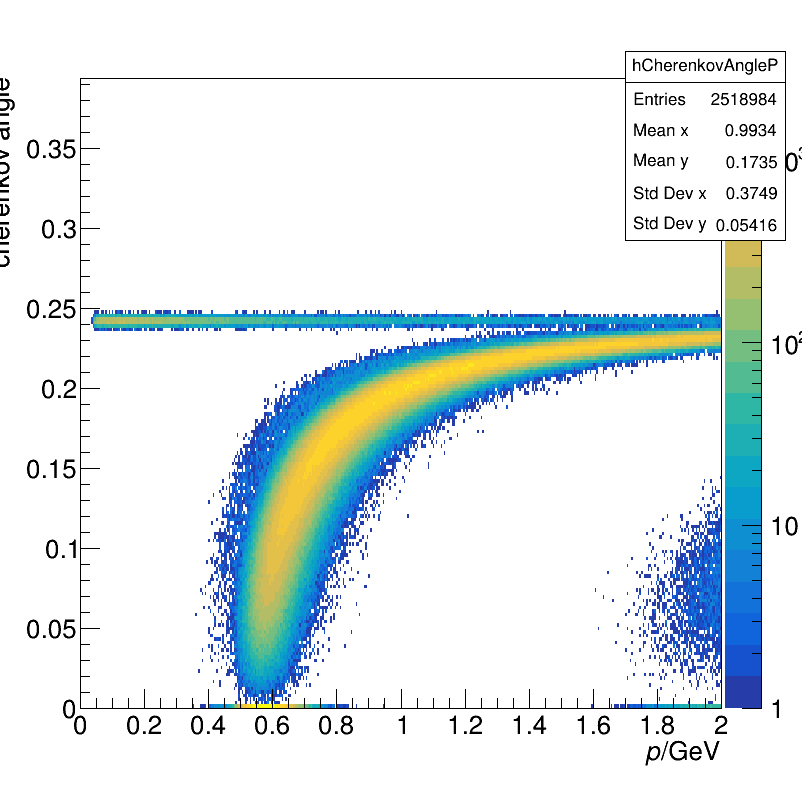 hCherenkovAngleP
Entries 2518984
Mean x 0.9934
Mean y 0.1735
Std Dev x 0.3749
Std Dev y 0.05416
cherenkov angle
0.35
0.3
0.25
0.2
0.15
0.1
0.05
0
0 0.2 0.4 0.6 0.8 1 1.2 1.4 1.6 1.8 2
p/GeV
10²
10
1